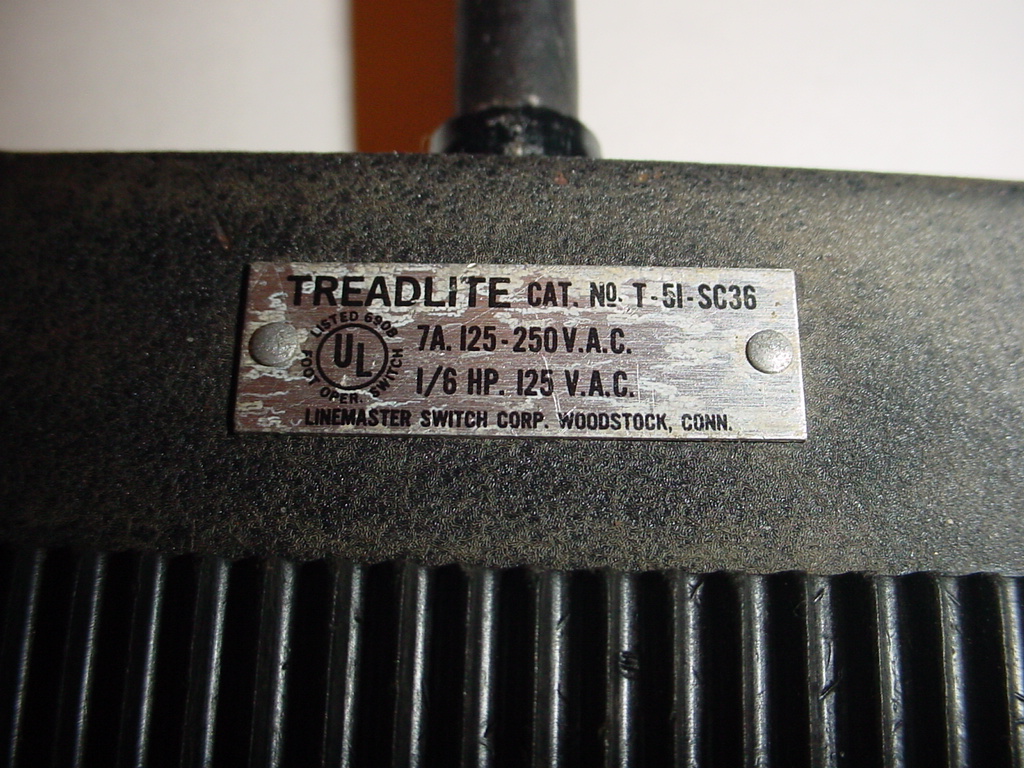 TREADLITE CAT. NO. T-51-SC36
LISTED 690B
UL
FOOT OPER. SWITCH
7A. 125-250 V.A.C.
1/6 HP. 125 V.A.C.
LINEMASTER SWITCH CORP. WOODSTOCK, CONN.